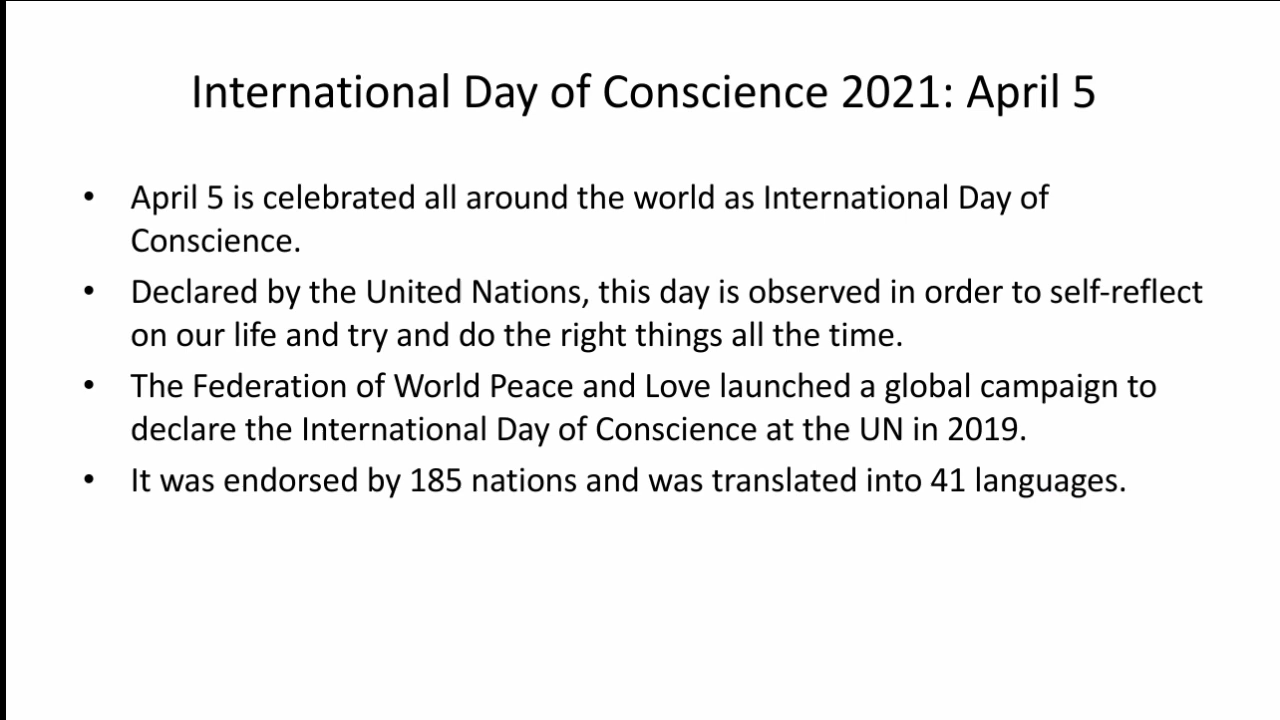 International Day of Conscience 2021: April 5
• April 5 is celebrated all around the world as International Day of
Conscience.
• Declared by the United Nations, this day is observed in order to self-reflect
on our life and try and do the right things all the time.
• The Federation of World Peace and Love launched a global campaign to
declare the International Day of Conscience at the UN in 2019.
• It was endorsed by 185 nations and was translated into 41 languages.